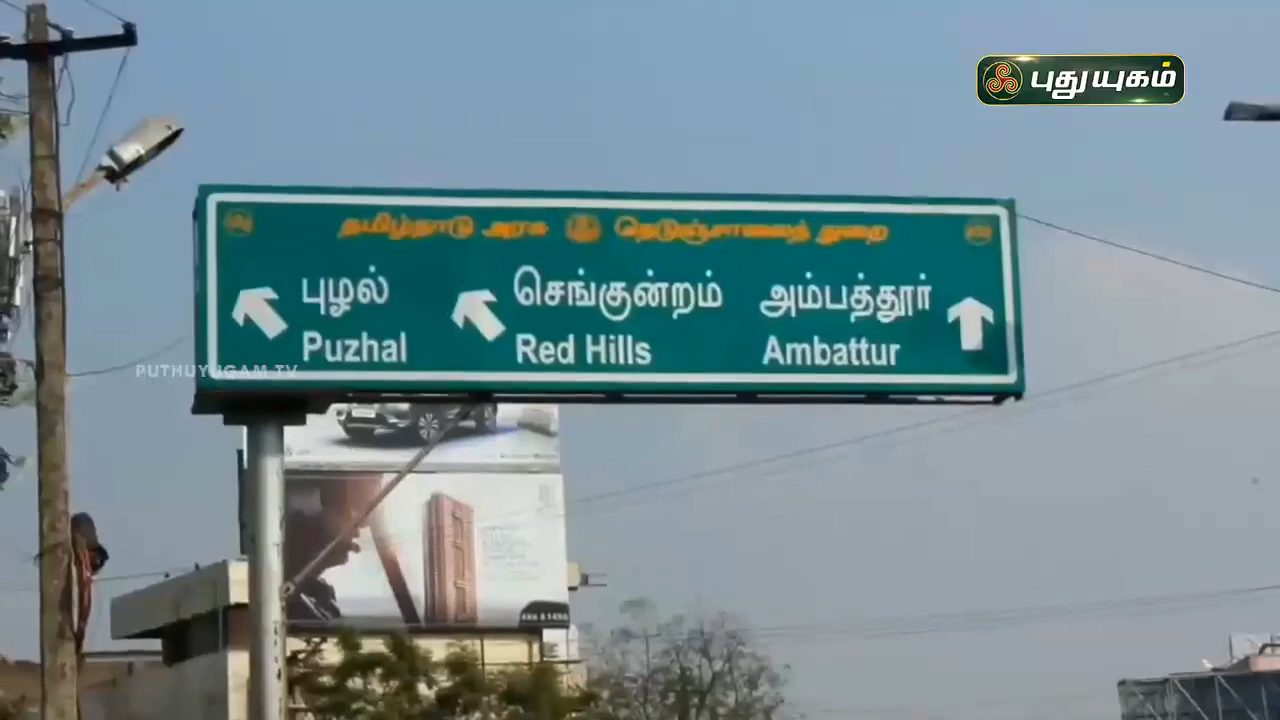 புதுயுகம்
தமிழ்நாடு அரசு நெடுஞ்சாலைத் துறை
புழல் செங்குன்றம் அம்பத்தூர்
Puzhal Red Hills Ambattur
PUTHUYUGAM TV